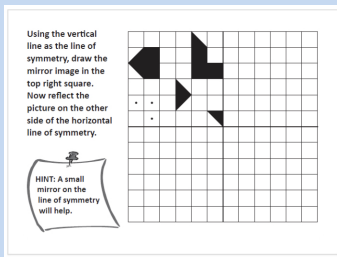 Using the vertical
line as the line of
symmetry, draw the
mirror image in the
top right square.
Now reflect the
picture on the other
side of the horizontal
line of symmetry.
HINT: A small
mirror on the
line of symmetry
will help.